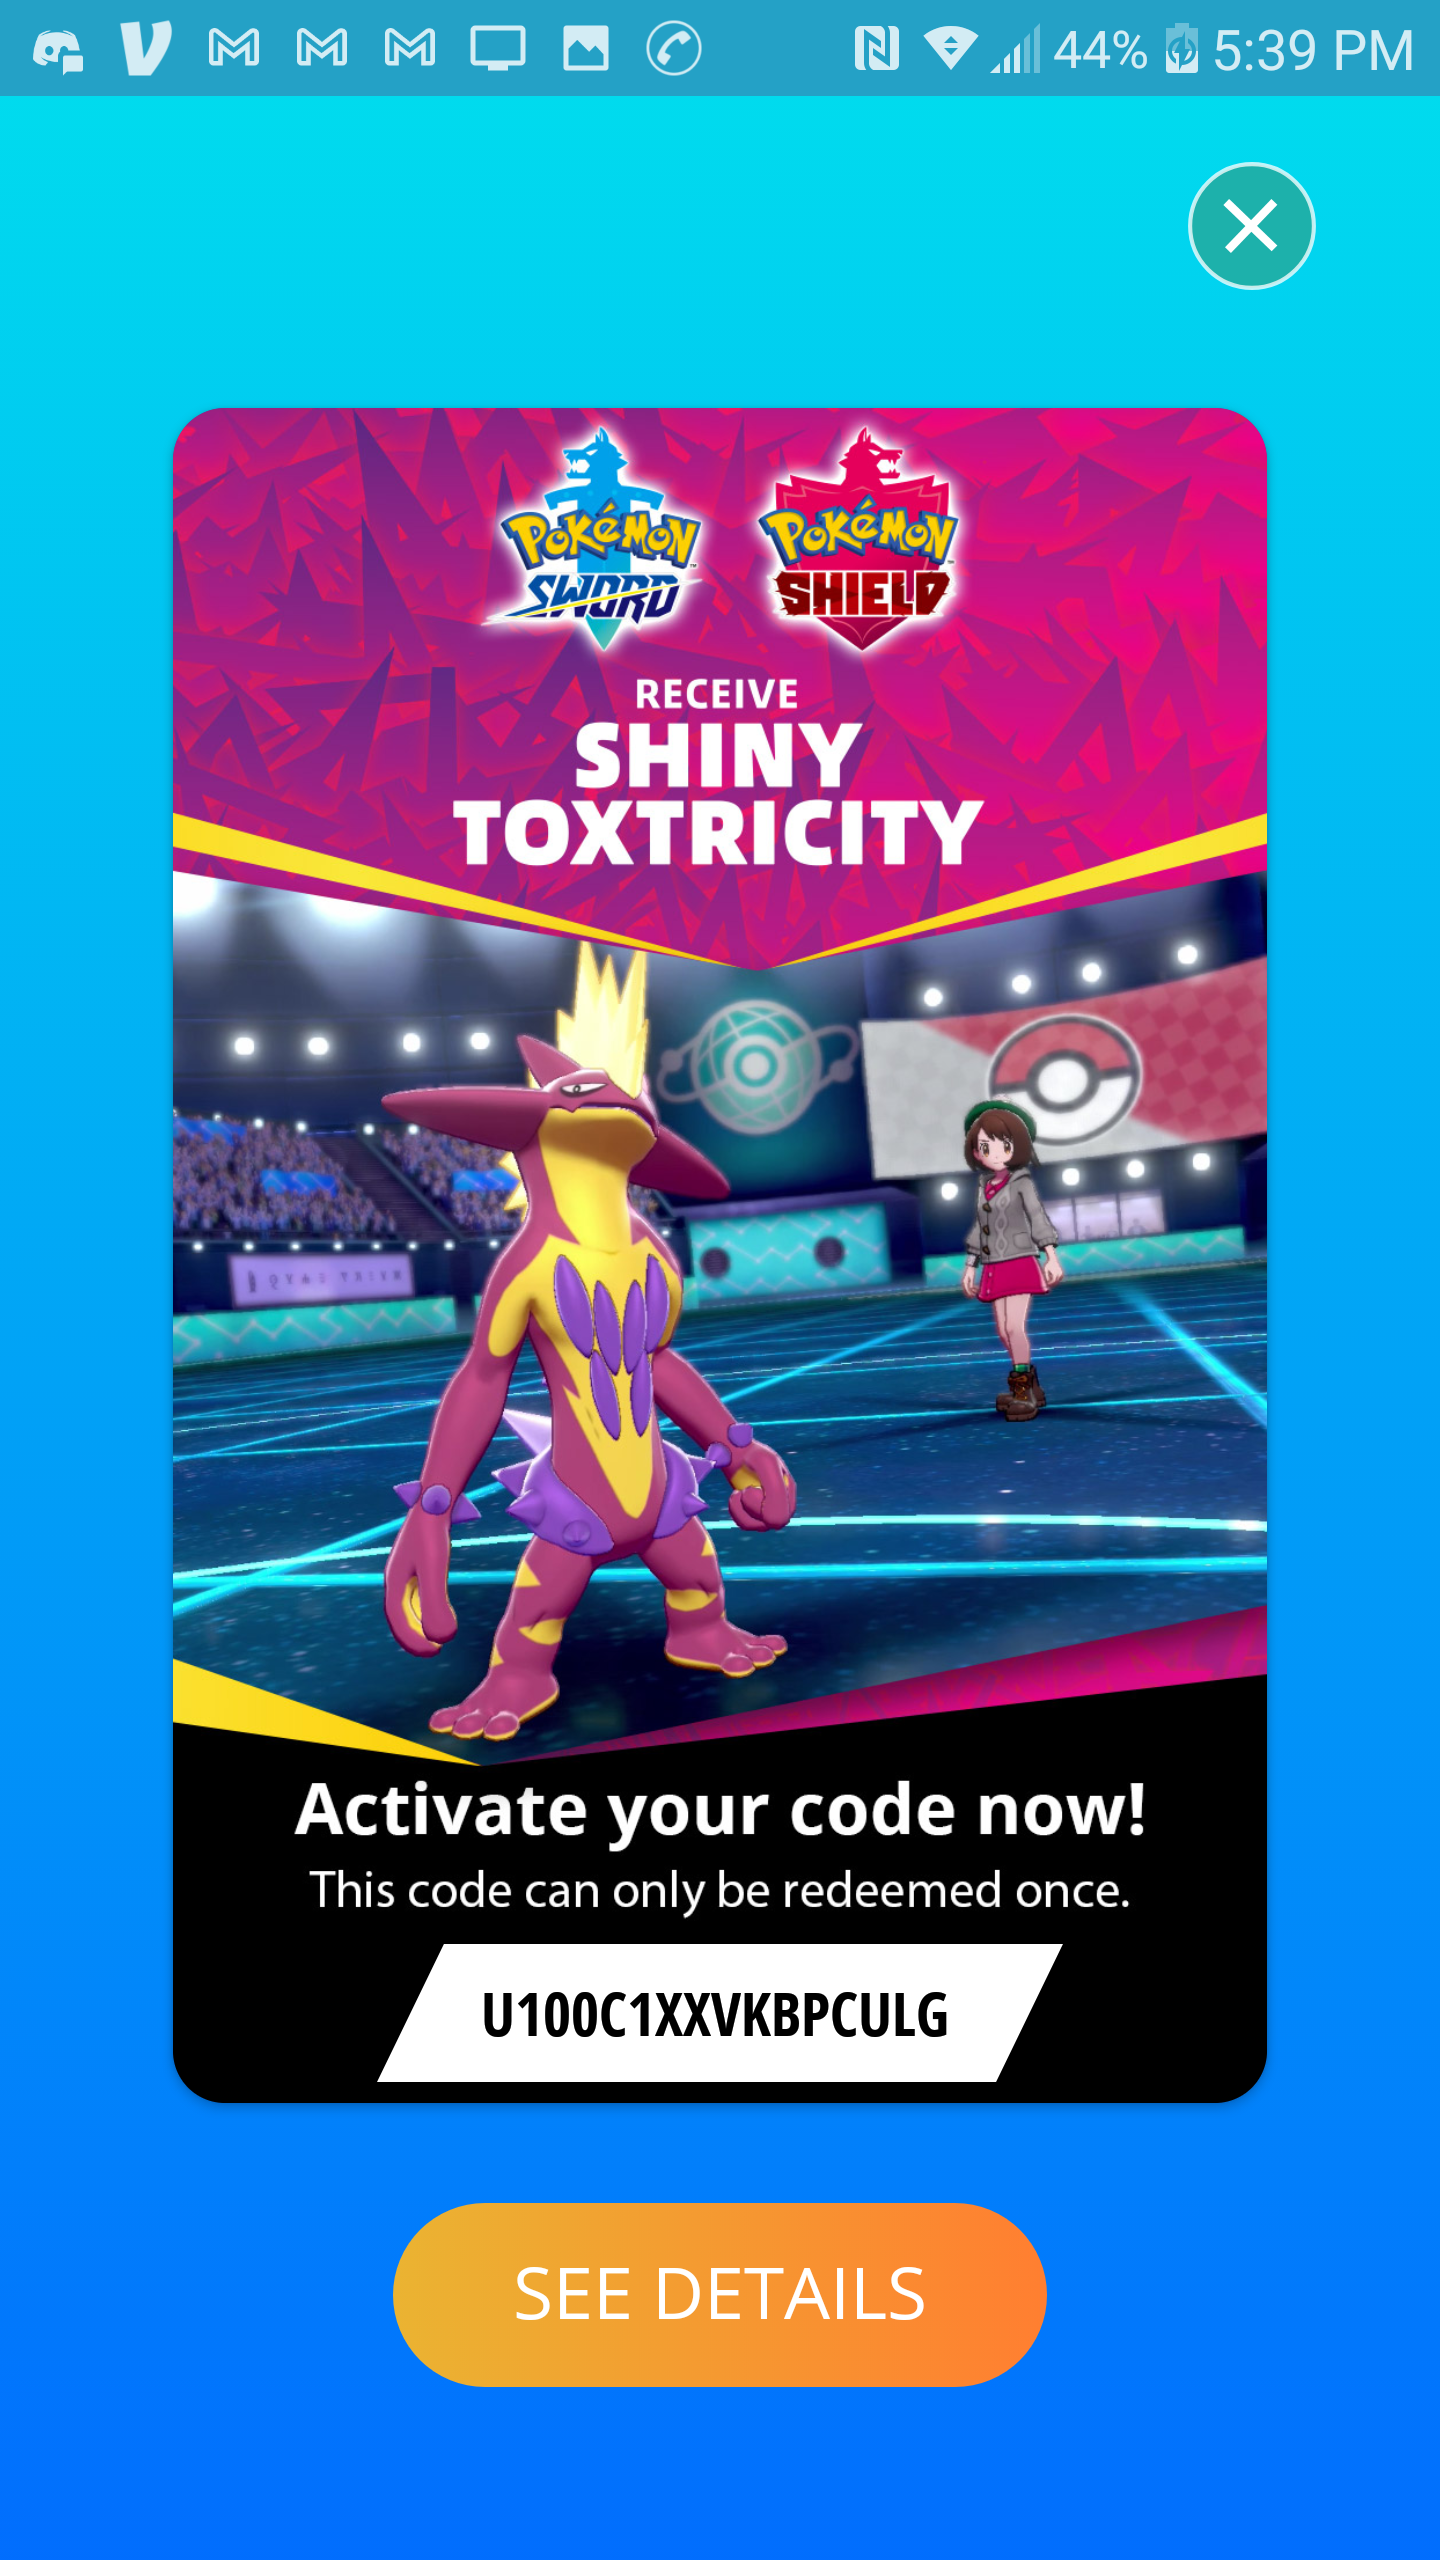 44% 5:39 PM
POKéMON POKéMON
SWORD SHIELD
RECEIVE
SHINY
TOXTRICITY
Activate your code now!
This code can only be redeemed once.
U100C1XXVKBPCULG
SEE DETAILS